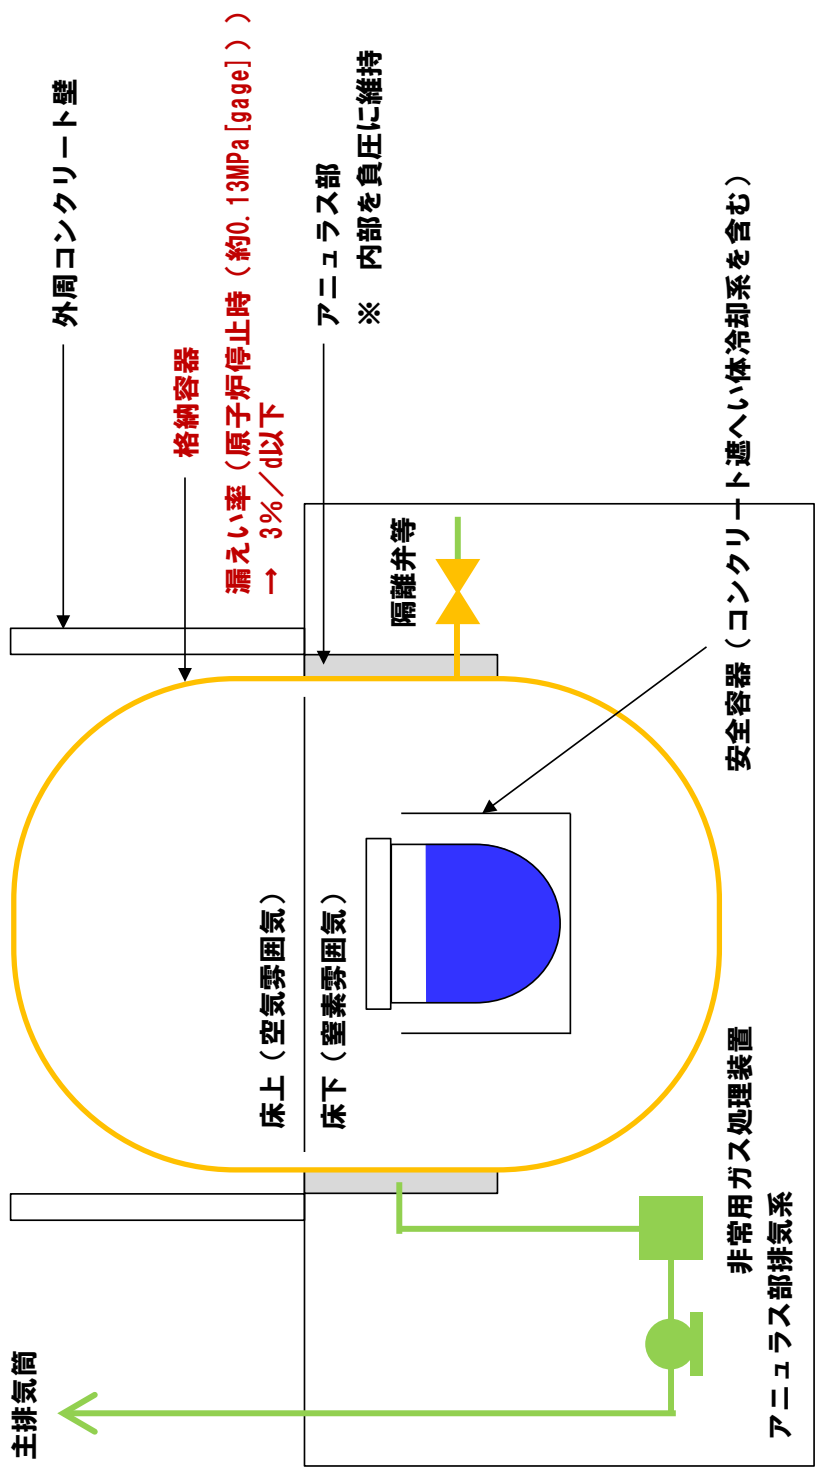 外周コンクリート壁
格納容器
漏えい率（原子炉停止時（約0.13MPa[gage]））
→ 3%／d以下
アニュラス部
※ 内部を負圧に維持
隔離弁等
安全容器（コンクリート遮へい体冷却系を含む）
床上（空気雰囲気）
床下（窒素雰囲気）
主排気筒
非常用ガス処理装置
アニュラス部排気系